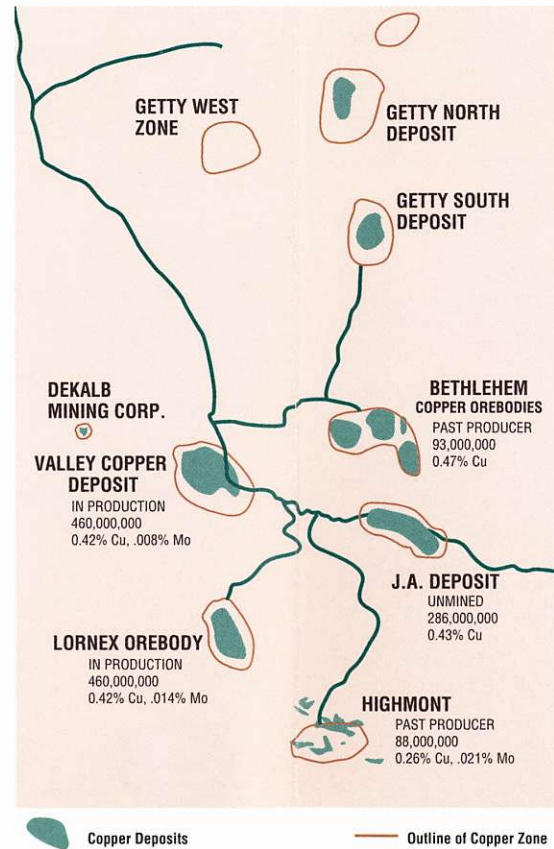 GETTY WEST
ZONE
GETTY NORTH
DEPOSIT
GETTY SOUTH
DEPOSIT
DEKALB
MINING CORP.
BETHLEHEM
COPPER OREBODIES
PAST PRODUCER
93,000,000
0.47% Cu
VALLEY COPPER
DEPOSIT
IN PRODUCTION
460,000,000
0.42% Cu, .008% Mo
J.A. DEPOSIT
UNMINED
286,000,000
0.43% Cu
LORNEX OREBODY
IN PRODUCTION
460,000,000
0.42% Cu, .014% Mo
HIGHMONT
PAST PRODUCER
88,000,000
0.26% Cu, .021% Mo
Copper Deposits
Outline of Copper Zone